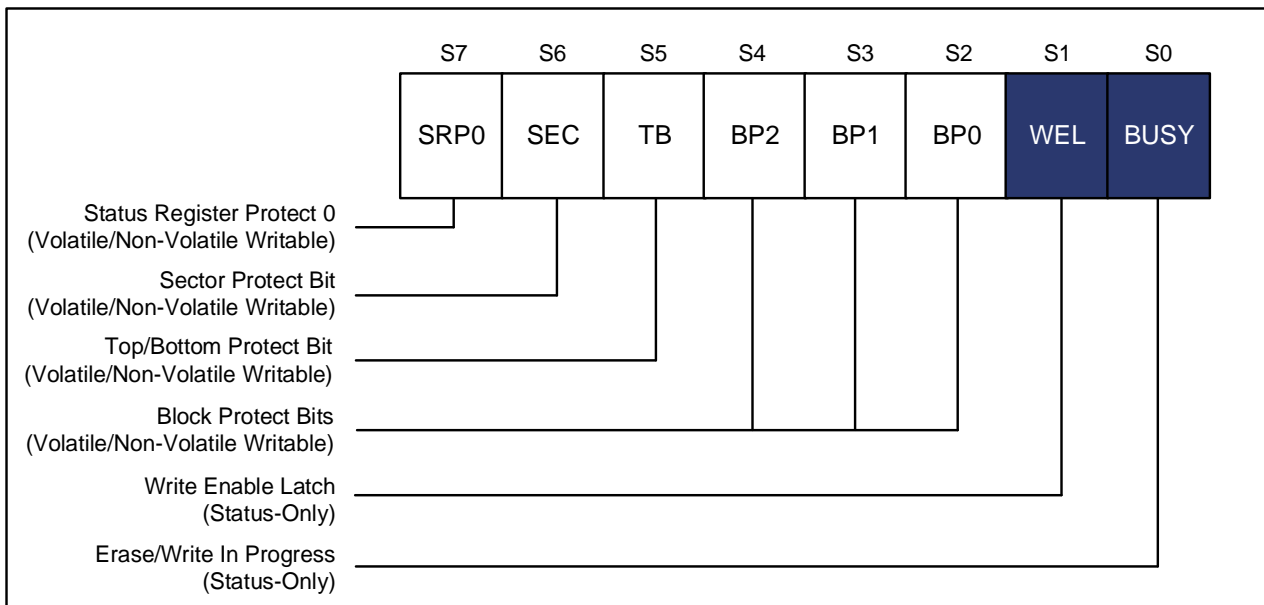 S7 S6 S5 S4 S3 S2 S1 S0
SRP0 SEC TB BP2 BP1 BP0 WEL BUSY
Status Register Protect 0
(Volatile/Non-Volatile Writable)
Sector Protect Bit
(Volatile/Non-Volatile Writable)
Top/Bottom Protect Bit
(Volatile/Non-Volatile Writable)
Block Protect Bits
(Volatile/Non-Volatile Writable)
Write Enable Latch
(Status-Only)
Erase/Write In Progress
(Status-Only)